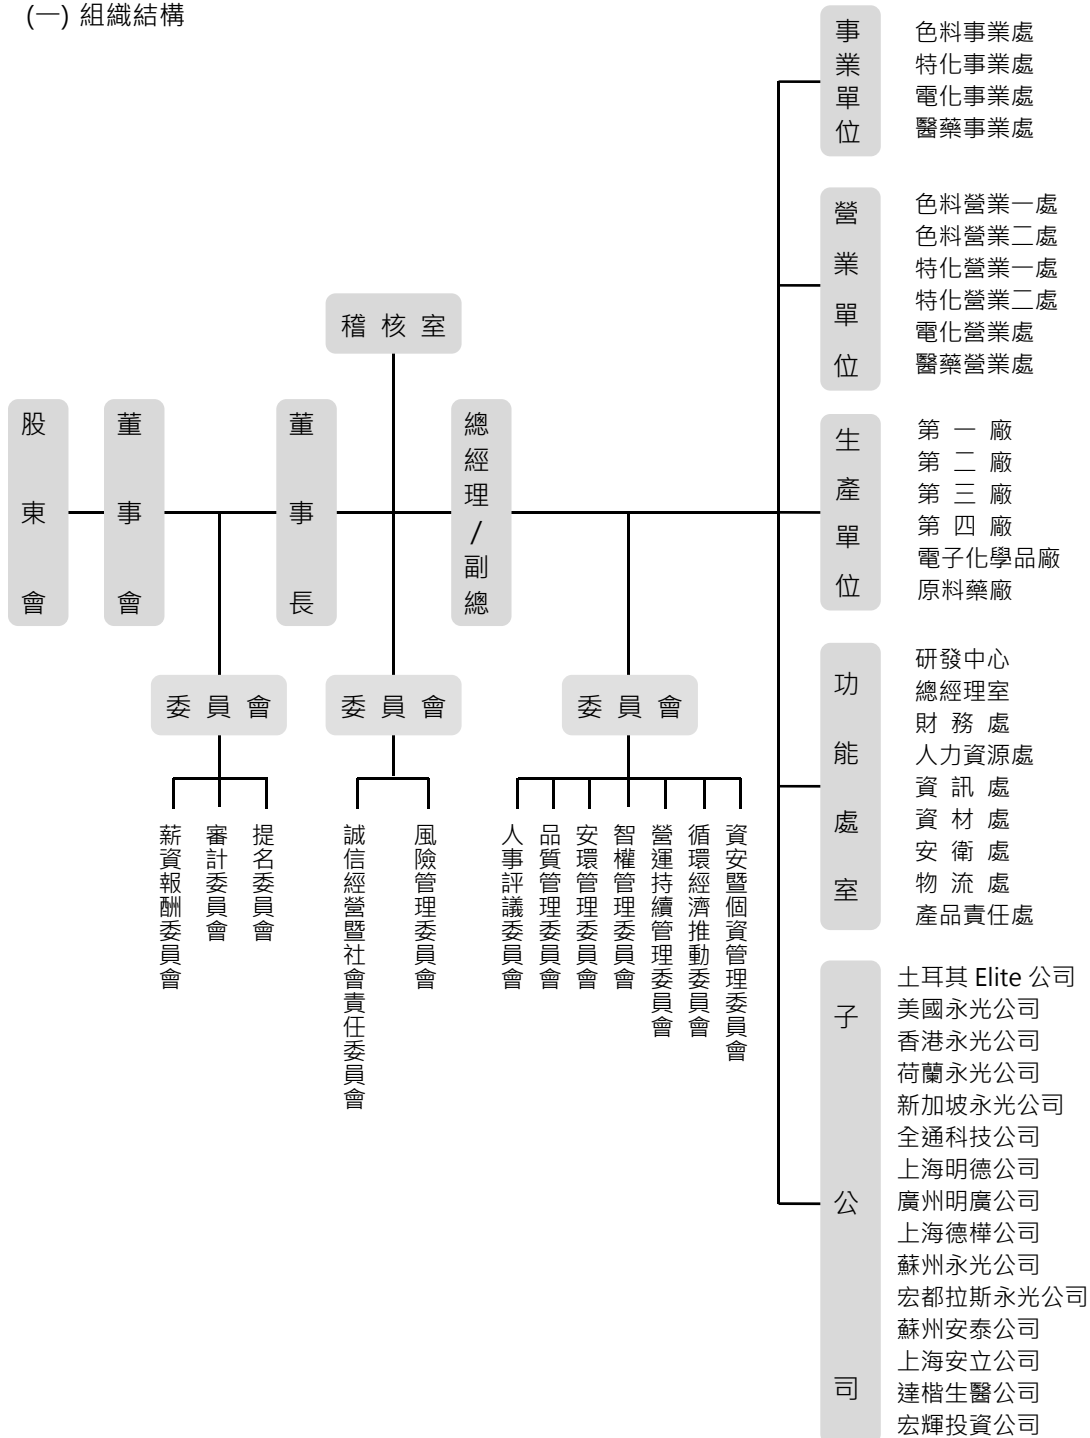 (一) 組織結構
稽 核 室
股東會
董事會
董事長
總經理/副總
委 員 會
薪資報酬委員會
審計委員會
提名委員會
委 員 會
誠信經營暨社會責任委員會
風險管理委員會
委 員 會
人事評議委員會
品質管理委員會
安環管理委員會
智權管理委員會
營運持續管理委員會
循環經濟推動委員會
資安暨個資管理委員會
事業單位
色料事業處
特化事業處
電化事業處
醫藥事業處
營業單位
色料營業一處
色料營業二處
特化營業一處
特化營業二處
電化營業處
醫藥營業處
生產單位
第 一 廠
第 二 廠
第 三 廠
第 四 廠
電子化學品廠
原料藥廠
功能處室
研發中心
總經理室
財 務 處
人力資源處
資 訊 處
資 材 處
安 衛 處
物 流 處
產品責任處
子公司
土耳其 Elite 公司
美國永光公司
香港永光公司
荷蘭永光公司
新加坡永光公司
全通科技公司
上海明德公司
廣州明廣公司
上海德樺公司
蘇州永光公司
宏都拉斯永光公司
蘇州安泰公司
上海安立公司
達楷生醫公司
宏輝投資公司